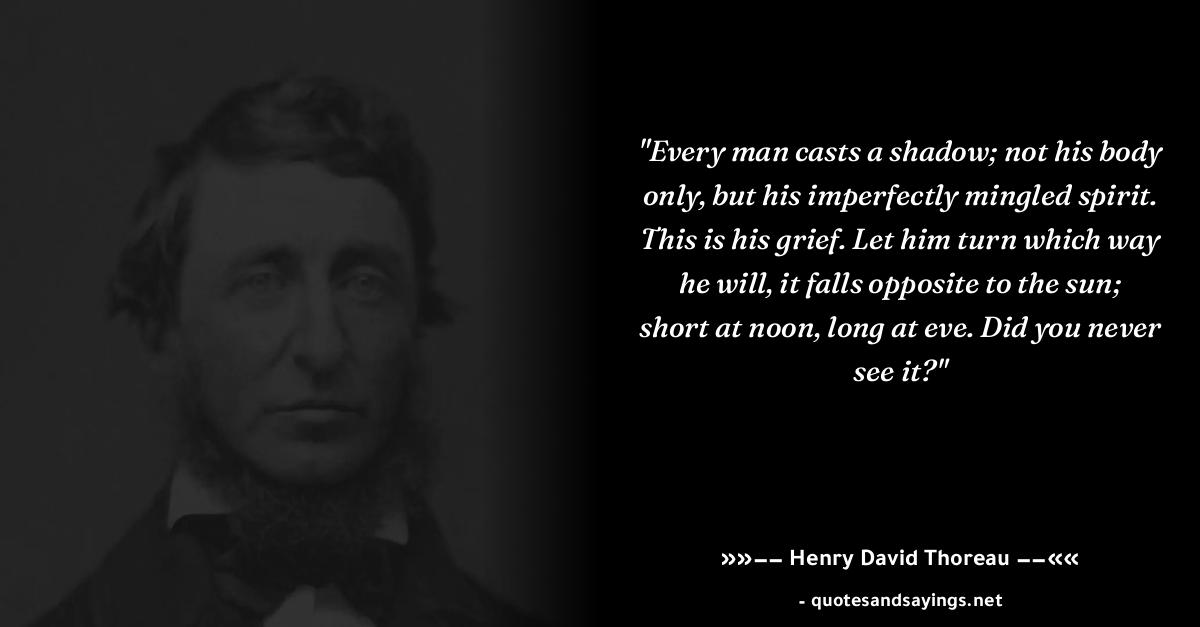 "Every man casts a shadow; not his body
only, but his imperfectly mingled spirit.
This is his grief. Let him turn which way
he will, it falls opposite to the sun;
short at noon, long at eve. Did you never
see it?"
»»−− Henry David Thoreau −−««
- quotesandsayings.net